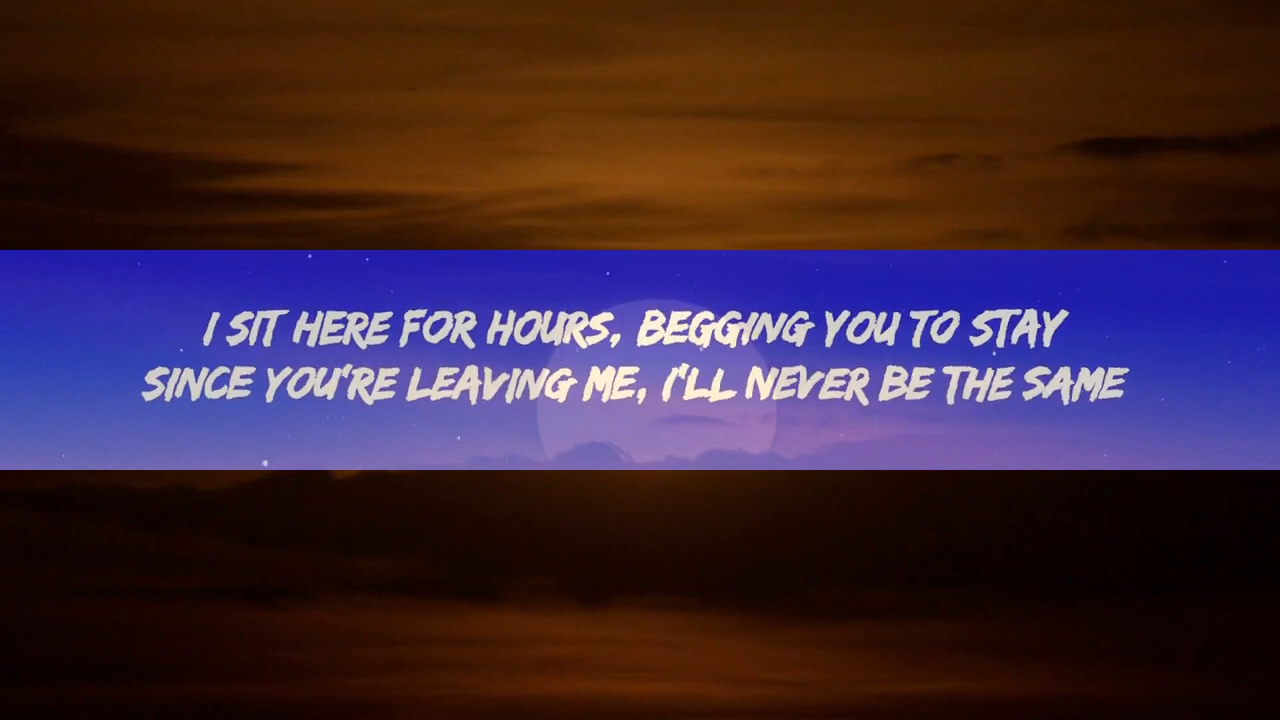 I SIT HERE FOR HOURS, BEGGING YOU TO STAY
SINCE YOU'RE LEAVING ME, I'LL NEVER BE THE SAME